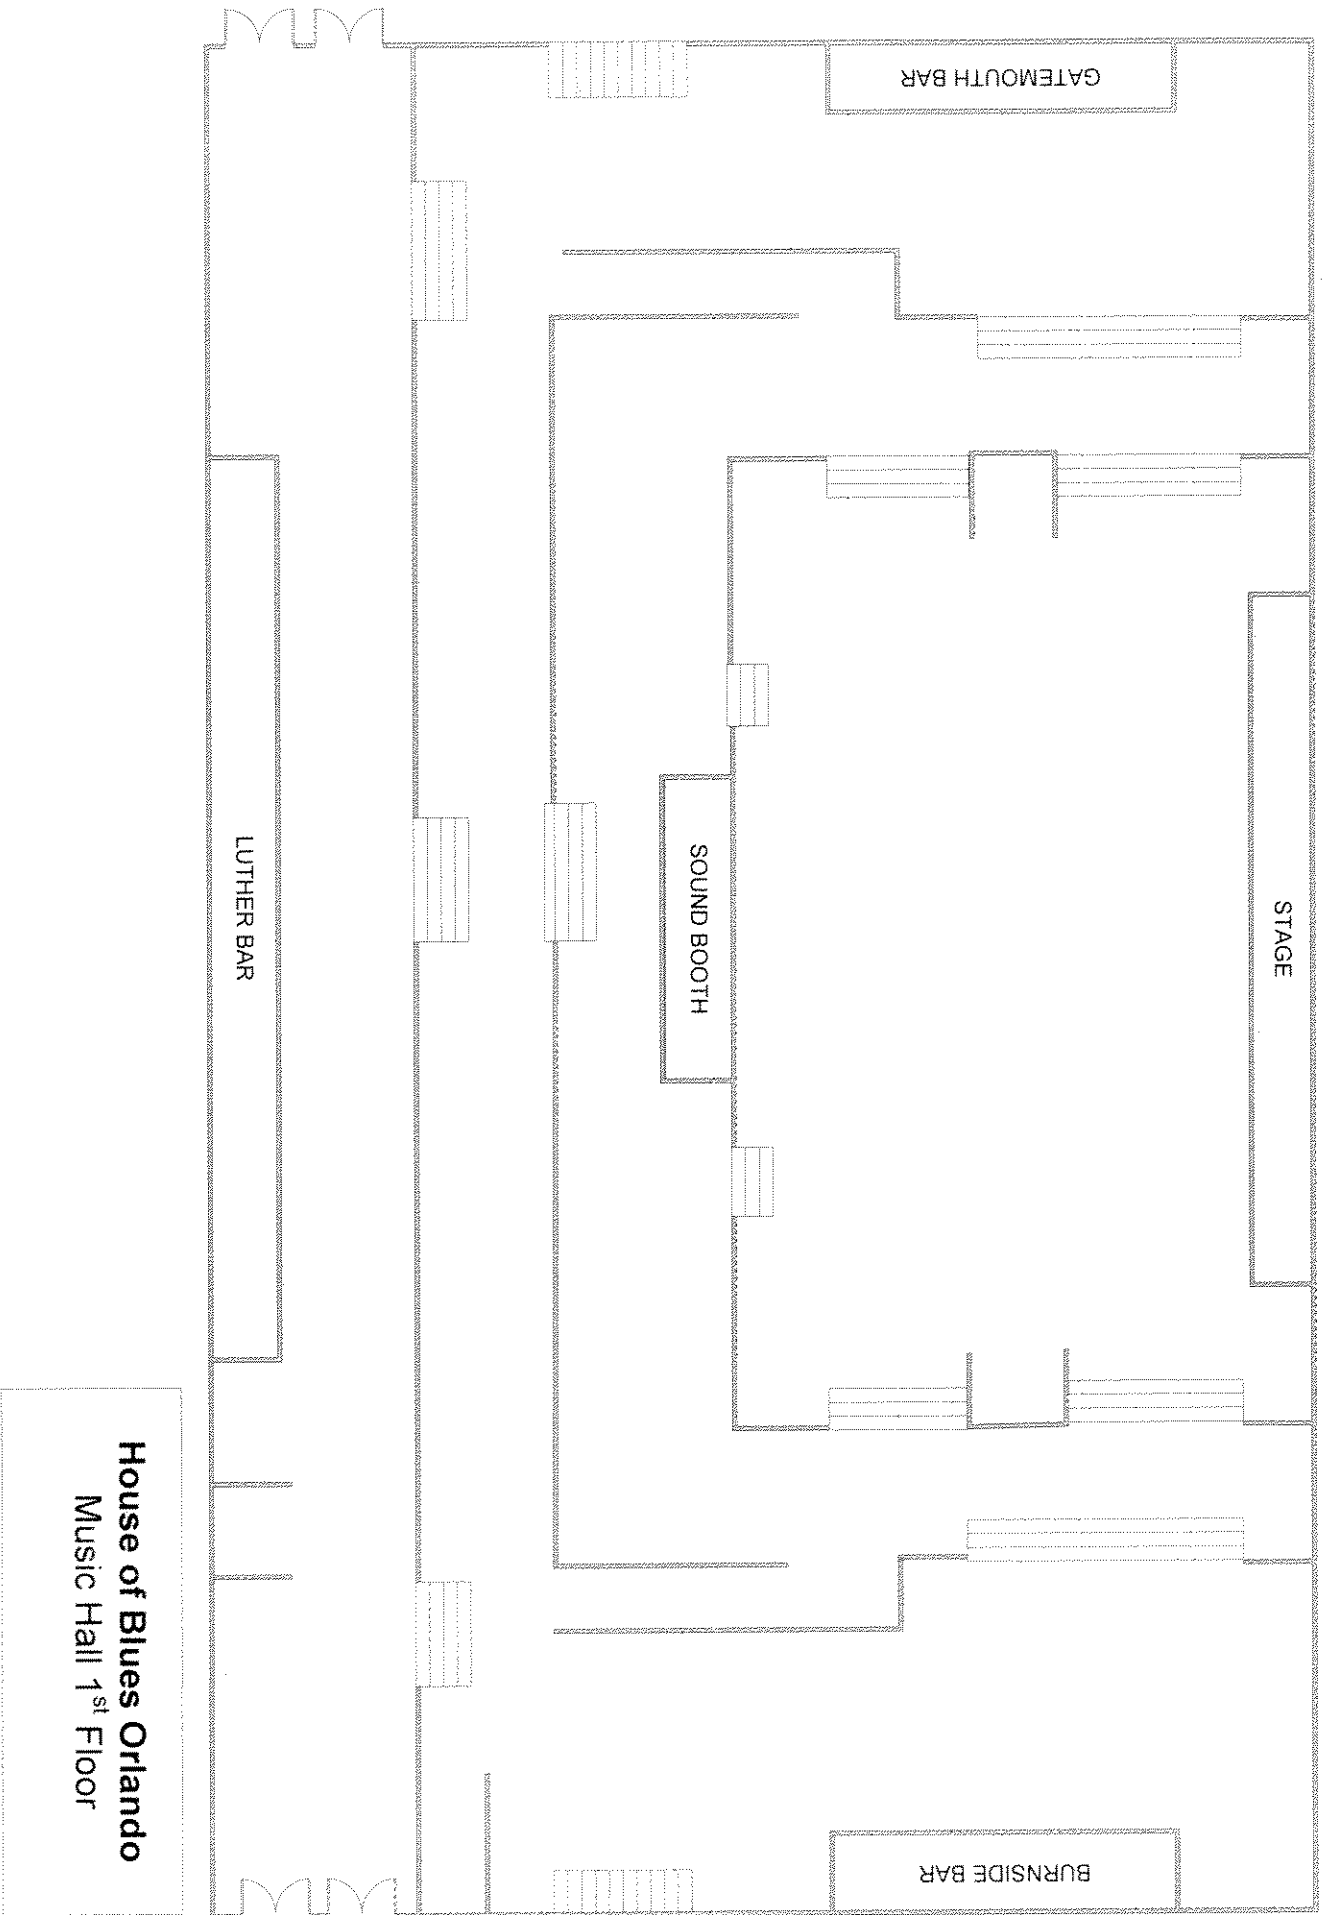 STAGE
GATEMOUTH BAR
BURNSIDE BAR
SOUND BOOTH
LUTHER BAR
House of Blues Orlando
Music Hall 1st Floor